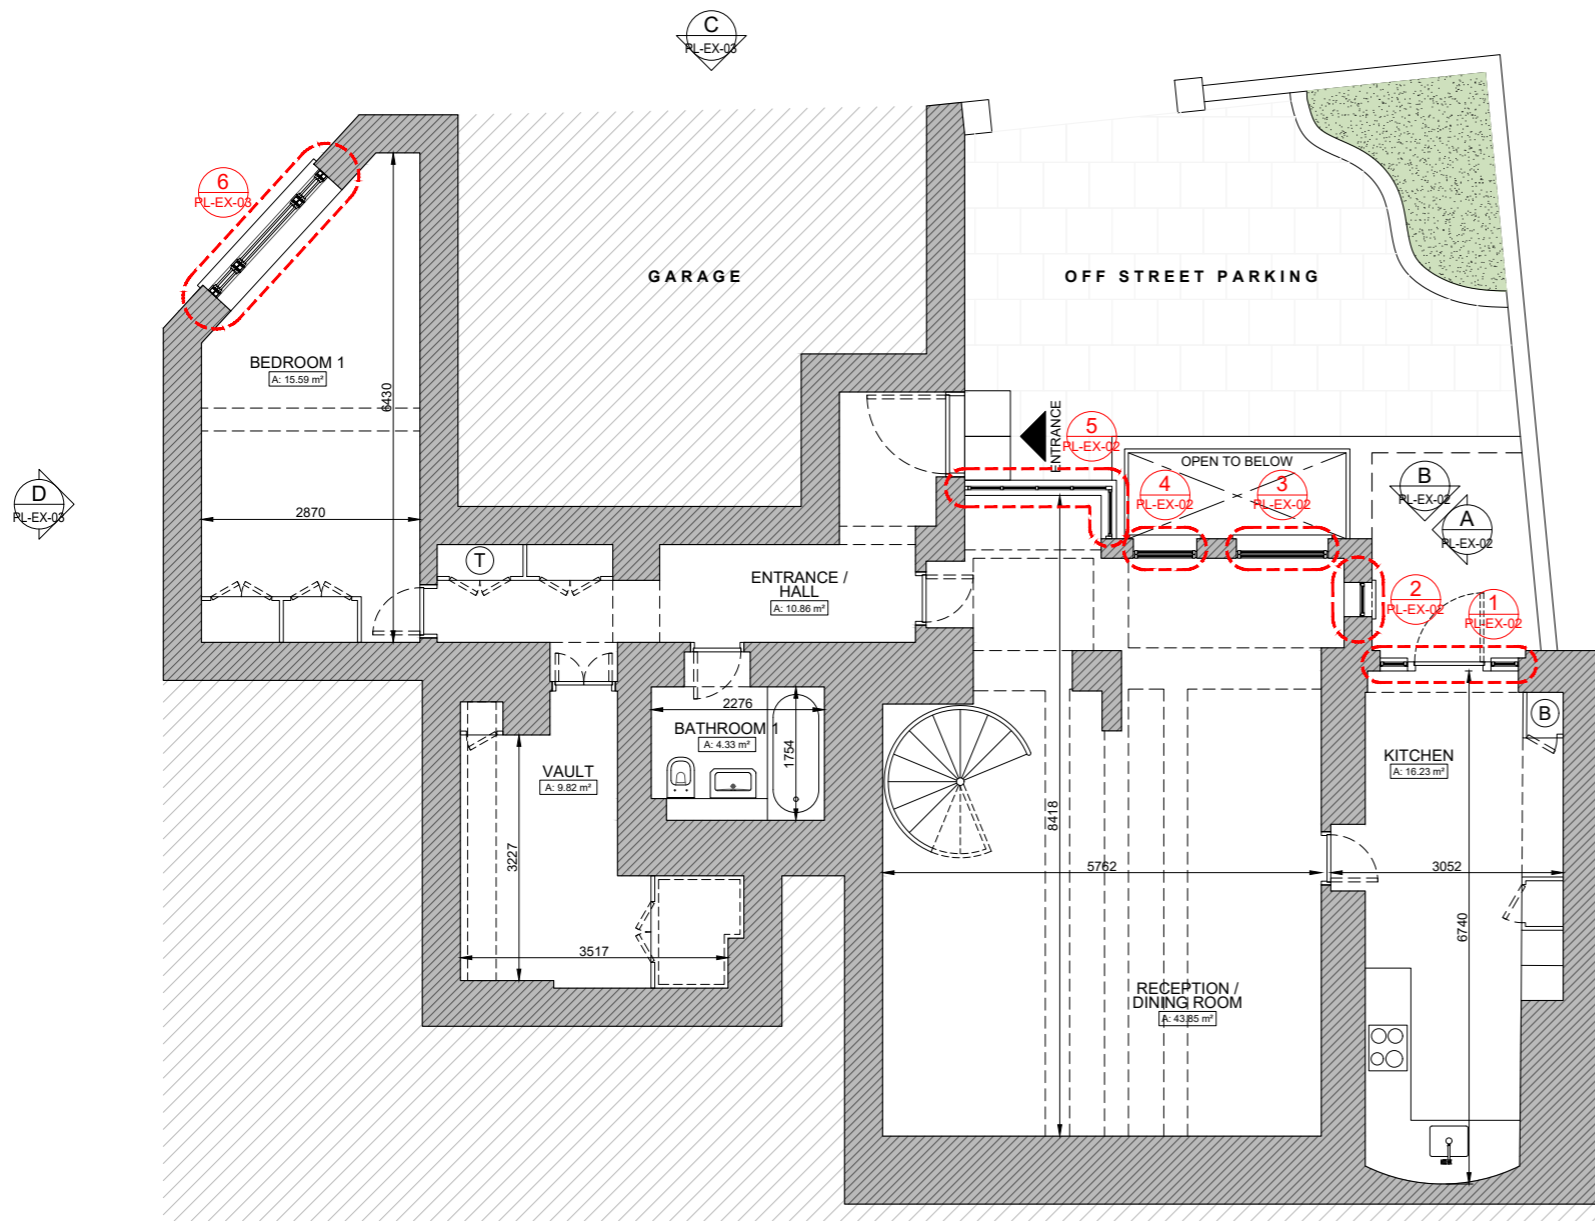 C
PL-EX-03
6
PL-EX-03
GARAGE
OFF STREET PARKING
BEDROOM 1
A: 15.59 m²
6430
ENTRANCE
5
PL-EX-02
OPEN TO BELOW
4
PL-EX-02
3
PL-EX-02
B
PL-EX-02
A
PL-EX-02
D
PL-EX-03
2870
T
ENTRANCE /
HALL
A: 10.86 m²
2
PL-EX-02
1
PL-EX-02
2276
BATHROOM 1
A: 4.33 m²
1754
B
KITCHEN
A: 16.23 m²
VAULT
A: 9.82 m²
8418
3227
5762
3052
6740
3517
RECEPTION /
DINING ROOM
A: 43.85 m²